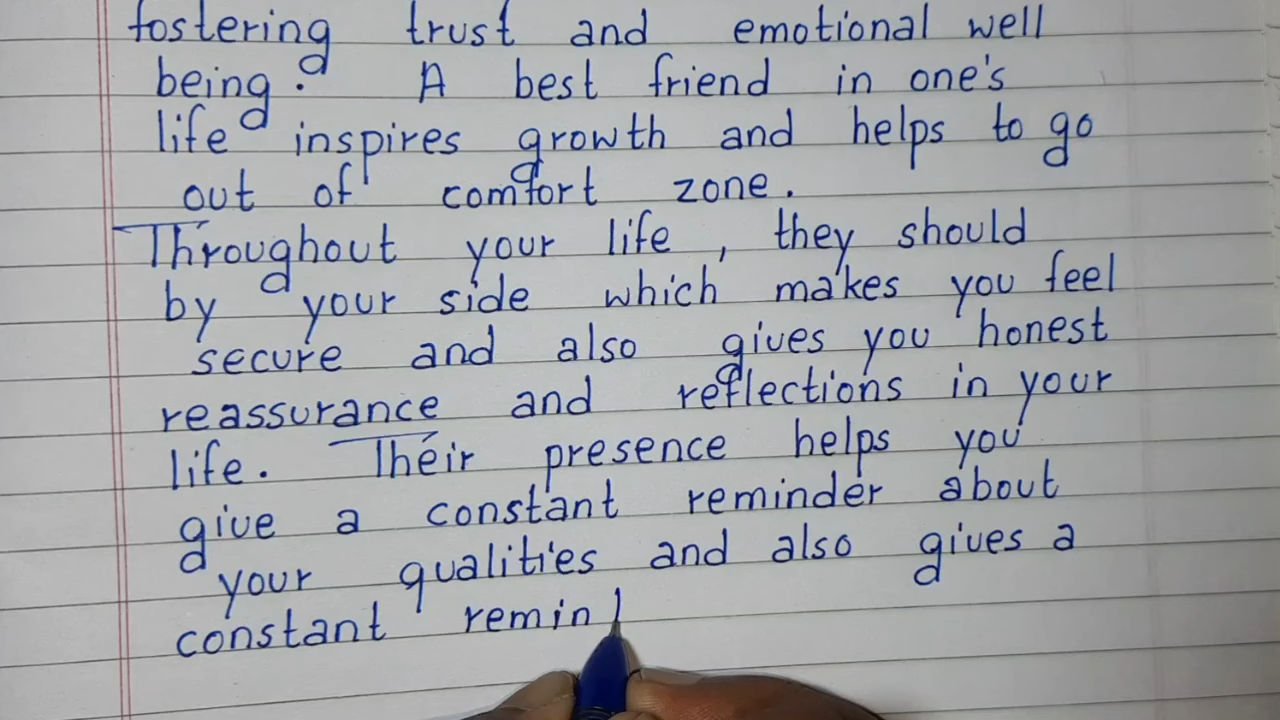 fostering trust and emotional well
being. A best friend in one's
life inspires growth and helps to go
out of comfort zone.
Throughout your life, they should
by your side which makes you feel
secure and also gives you honest
reassurance and reflections in your
life. Their presence helps you
give a constant reminder about
your qualities and also gives a
constant remin